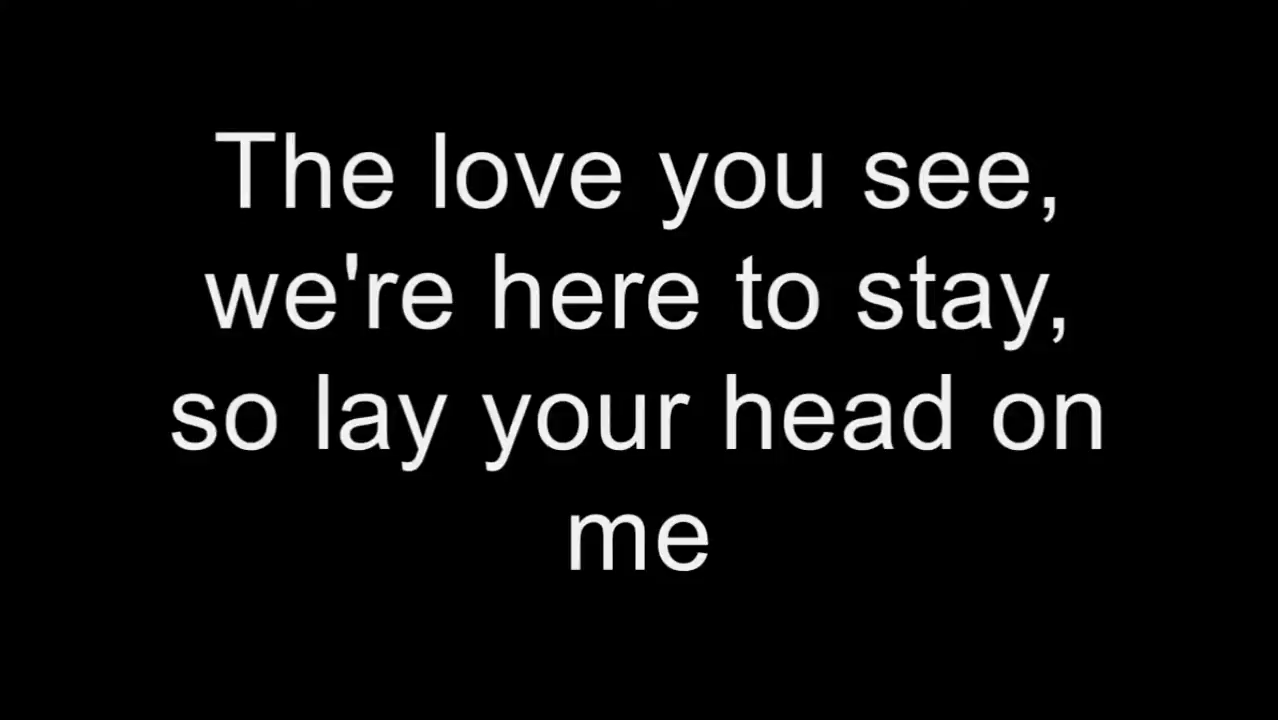 The love you see,
we're here to stay,
so lay your head on
me